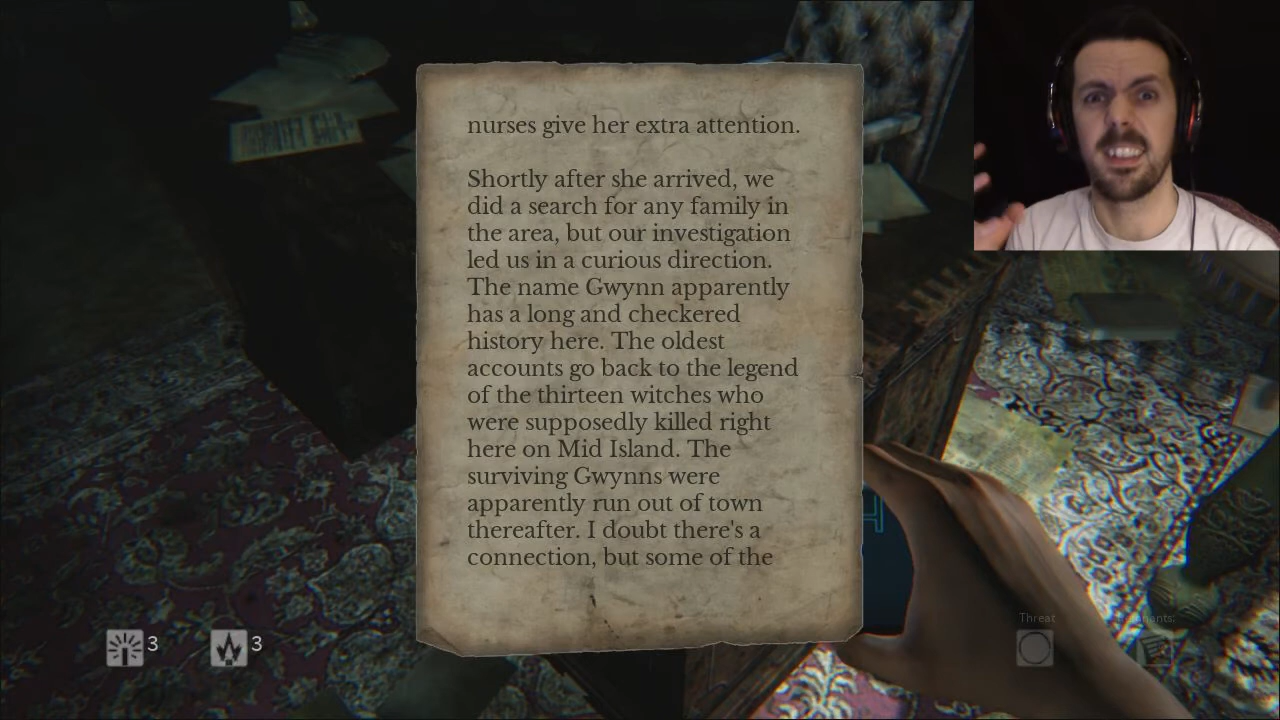 nurses give her extra attention.
Shortly after she arrived, we
did a search for any family in
the area, but our investigation
led us in a curious direction.
The name Gwynn apparently
has a long and checkered
history here. The oldest
accounts go back to the legend
of the thirteen witches who
were supposedly killed right
here on Mid Island. The
surviving Gwynns were
apparently run out of town
thereafter. I doubt there's a
connection, but some of the
3
3
Threat